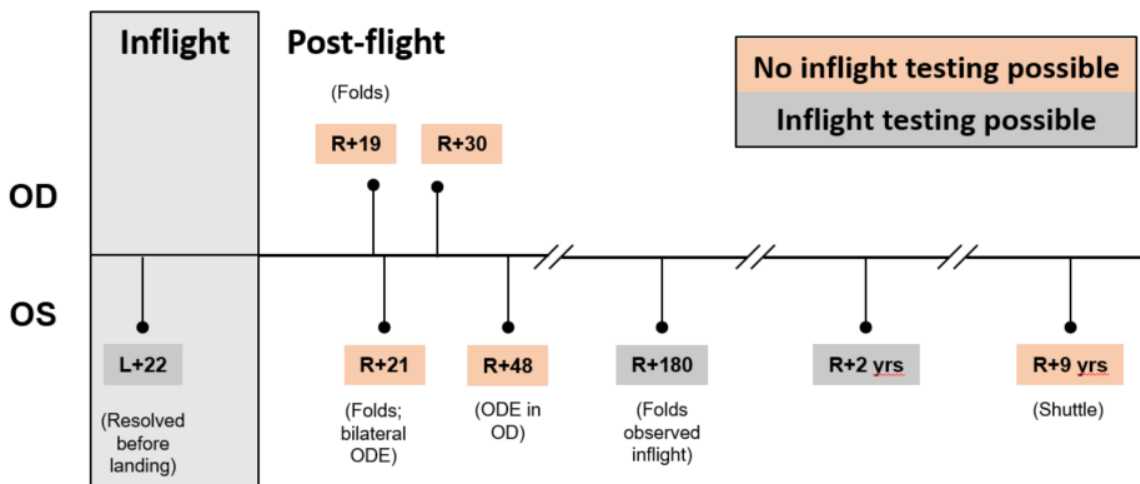 Inflight
Post-flight
No inflight testing possible
Inflight testing possible
(Folds)
R+19
R+30
OD
OS
L+22
(Resolved
before
landing)
R+21
(Folds;
bilateral
ODE)
R+48
(ODE in
OD)
R+180
(Folds
observed
inflight)
R+2 yrs
R+9 yrs
(Shuttle)